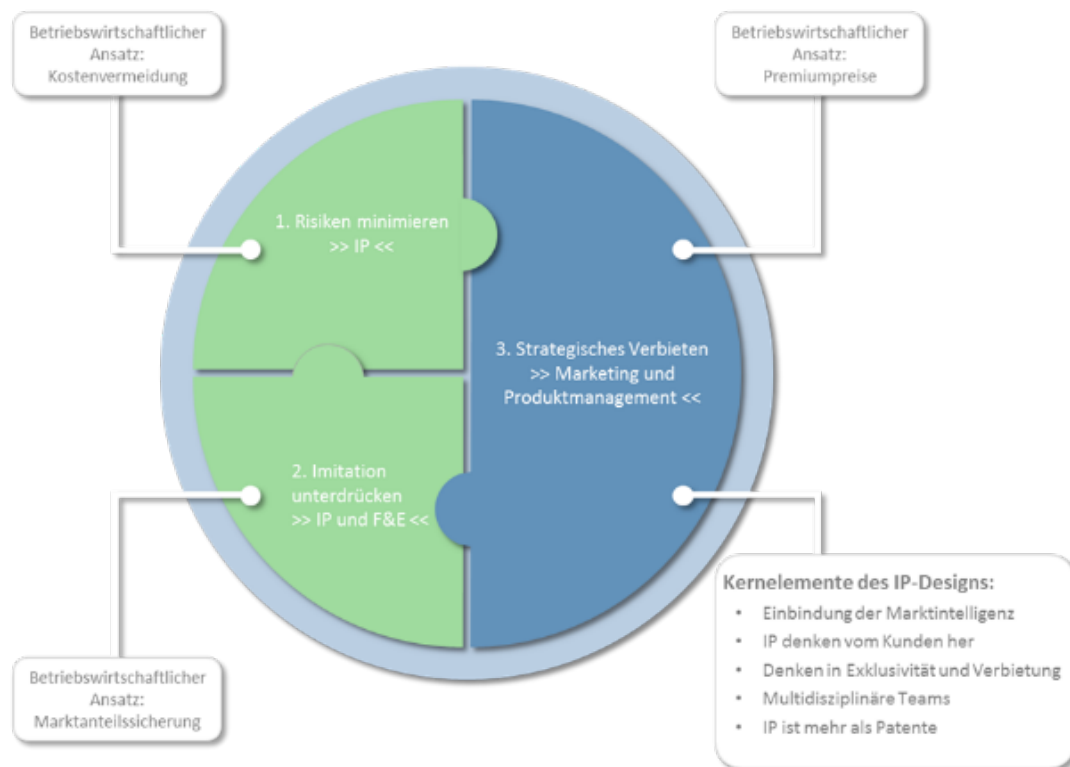 Betriebswirtschaftlicher
Ansatz:
Kostenvermeidung
Betriebswirtschaftlicher
Ansatz:
Premiumpreise
1. Risiken minimieren
>> IP <<
3. Strategisches Verbieten
>> Marketing und
Produktmanagement <<
2. Imitation
unterdrücken
>> IP und F&E <<
Betriebswirtschaftlicher
Ansatz:
Marktanteilssicherung
Kernelemente des IP-Designs:
• Einbindung der Marktintelligenz
• IP denken vom Kunden her
• Denken in Exklusivität und Verbietung
• Multidisziplinäre Teams
• IP ist mehr als Patente